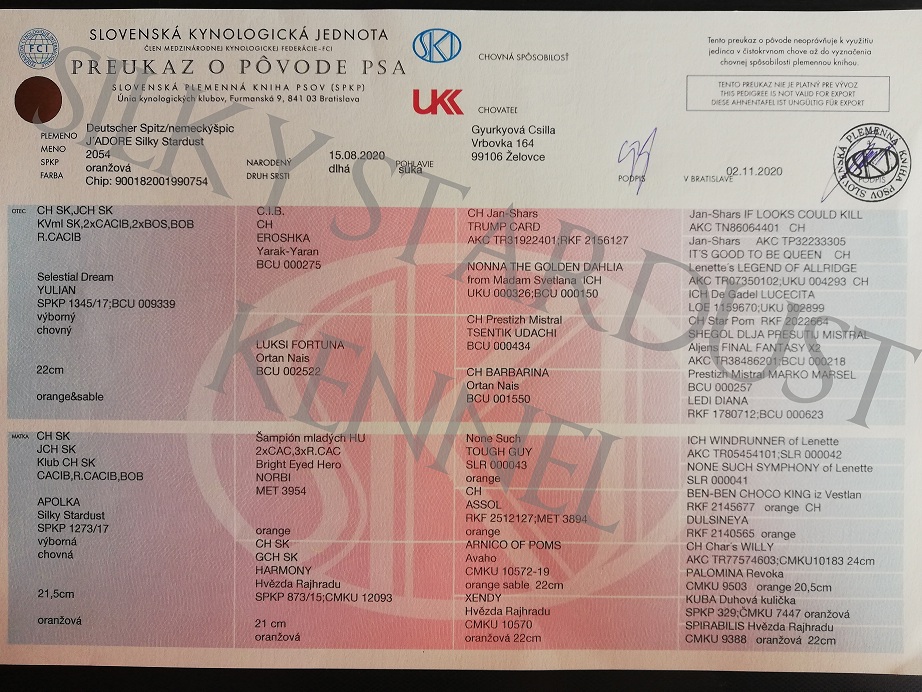 SLOVENSKÁ KYNOLOGICKÁ JEDNOTA
ČLEN MEDZINÁRODNEJ KYNOLOGICKEJ FEDERÁCIE-FCI
FCI
PREUKAZ O PÔVODE PSA
SLOVENSKÁ PLEMENNÁ KNIHA PSOV (SPKP)
Únia kynologických klubov, Furmanská 9, 841 03 Bratislava
SKJ
CHOVNÁ SPÔSOBILOSŤ
UKK
CHOVATEĽ
Tento preukaz o pôvode neoprávňuje k využitiu
jedinca v čistokrvnom chove až do vyznačenia
chovnej spôsobilosti plemennou knihou.
TENTO PREUKAZ NIE JE PLATNÝ PRE VÝVOZ
THIS PEDIGREE IS NOT VALID FOR EXPORT
DIESE AHNENTAFEL IST UNGÜLTIG FÜR EXPORT
PLEMENO Deutscher Spitz/nemeckýšpic
MENO J´ADORE Silky Stardust
SPKP 2054
FARBA oranžová
Chip: 900182001990754
NARODENÝ 15.08.2020
DRUH SRSTI dlhá
POHLAVIE suka
Gyurkyová Csilla
Vrbovka 164
99106 Želovce
PODPIS
V BRATISLAVE 02.11.2020
PODPIS
SLOVENSKÁ PLEMENNÁ KNIHA PSOV
SKJ
OTEC
CH SK,JCH SK
KVml SK,2xCACIB,2xBOS,BOB
R.CACIB
Selestial Dream
YULIAN
SPKP 1345/17;BCU 009339
výborný
chovný
22cm
orange&sable
C.I.B.
CH
EROSHKA
Yarak-Yaran
BCU 000275
LUKSI FORTUNA
Ortan Nais
BCU 002522
CH Jan-Shars
TRUMP CARD
AKC TR31922401;RKF 2156127
NONNA THE GOLDEN DAHLIA
from Madam Svetlana ICH
UKU 000326;BCU 000150
CH Prestizh Mistral
TSENTIK UDACHI
BCU 000434
CH BARBARINA
Ortan Nais
BCU 001550
Jan-Shars IF LOOKS COULD KILL
AKC TN86064401 CH
Jan-Shars AKC TP32233305
IT´S GOOD TO BE QUEEN CH
Lenette´s LEGEND OF ALLRIDGE
AKC TR07350102;UKU 004293 CH
ICH De Gadel LUCECITA
LOE 1159670;UKU 002899
CH Star Pom RKF 2022664
SHEGOL DLJA PRESUTIJ MISTRAL
Aljens FINAL FANTASY 2
AKC TR38486201;BCU 000218
Prestizh Mistral MARKO MARSEL
BCU 000257
LEDI DIANA
RKF 1780712;BCU 000623
MATKA
CH SK
JCH SK
Klub CH SK
CACIB,R.CACIB,BOB
APOLKA
Silky Stardust
SPKP 1273/17
výborná
chovná
21,5cm
oranžová
Šampión mladých HU
2xCAC,3xR.CAC
Bright Eyed Hero
NORBI
MET 3954
orange
CH SK
GCH SK
HARMONY
Hvězda Rajhradu
SPKP 873/15;CMKU 12093
21 cm
oranžová
None Such
TOUGH GUY
SLR 000043
orange
CH
ASSOL
RKF 2512127;MET 3894
orange
ARNICO OF POMS
Avaho
CMKU 10572-19
orange sable 22cm
XENDY
Hvězda Rajhradu
CMKU 10570
oranžová 22cm
ICH WINDRUNNER of Lenette
AKC TR05454101;SLR 000042
NONE SUCH SYMPHONY of Lenette
SLR 000041
BEN-BEN CHOCO KING iz Vestlan
RKF 2145677 orange CH
DULSINEYA
RKF 2140565 orange
CH Char´s WILLY
AKC TR77574603;CMKU10183 24cm
PALOMINA Revoka
CMKU 9503 orange 20,5cm
KUBA Duhová kulička
SPKP 329;ČMKU 7447 oranžová
SPIRABILIS Hvězda Rajhradu
CMKU 9388 oranžová 22cm
SILKY STARDUST
KENNEL